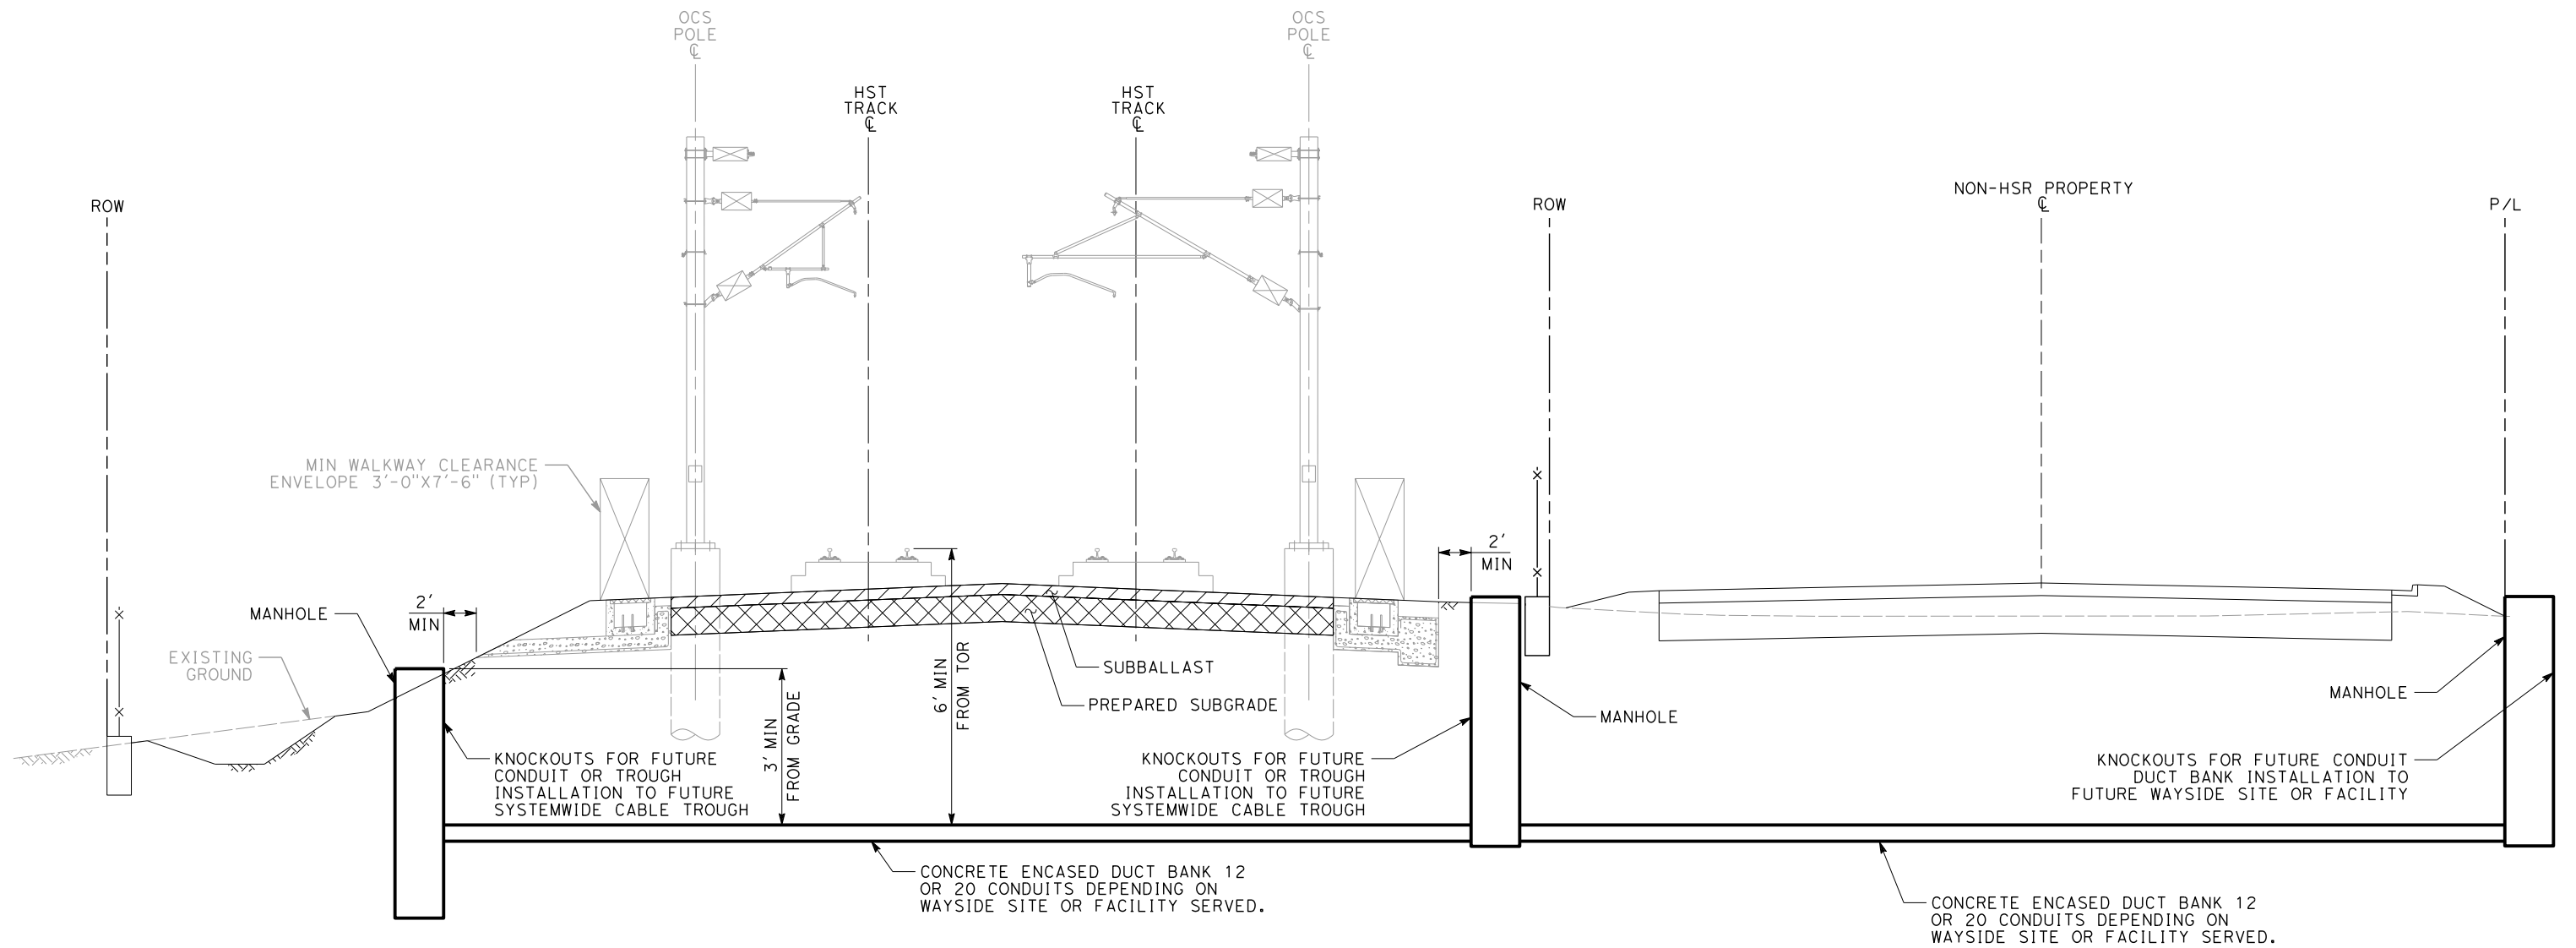 OCS
POLE
℄
OCS
POLE
℄
HST
TRACK
℄
HST
TRACK
℄
ROW
ROW
NON-HSR PROPERTY
℄
P/L
MIN WALKWAY CLEARANCE
ENVELOPE 3'-0"X7'-6" (TYP)
2'
MIN
2'
MIN
MANHOLE
EXISTING
GROUND
SUBBALLAST
PREPARED SUBGRADE
6' MIN
FROM TOR
3' MIN
FROM GRADE
MANHOLE
MANHOLE
KNOCKOUTS FOR FUTURE
CONDUIT OR TROUGH
INSTALLATION TO FUTURE
SYSTEMWIDE CABLE TROUGH
KNOCKOUTS FOR FUTURE
CONDUIT OR TROUGH
INSTALLATION TO FUTURE
SYSTEMWIDE CABLE TROUGH
KNOCKOUTS FOR FUTURE CONDUIT
DUCT BANK INSTALLATION TO
FUTURE WAYSIDE SITE OR FACILITY
CONCRETE ENCASED DUCT BANK 12
OR 20 CONDUITS DEPENDING ON
WAYSIDE SITE OR FACILITY SERVED.
CONCRETE ENCASED DUCT BANK 12
OR 20 CONDUITS DEPENDING ON
WAYSIDE SITE OR FACILITY SERVED.